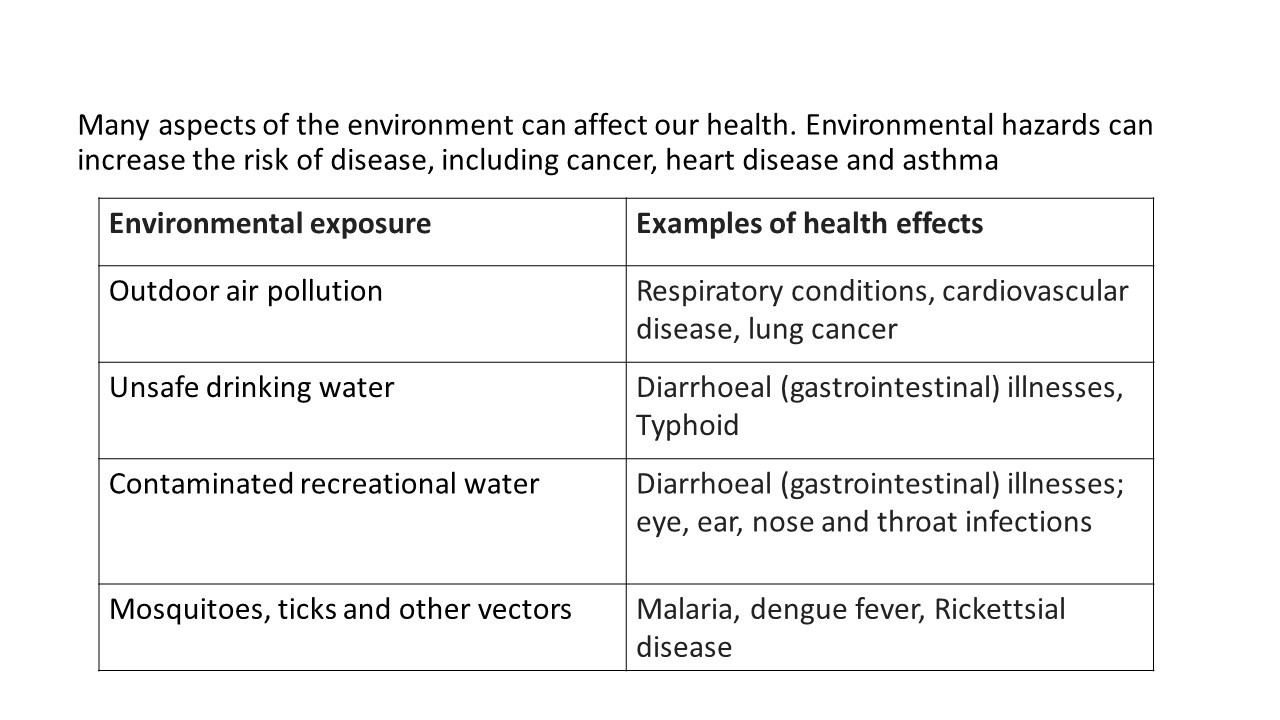 Many aspects of the environment can affect our health. Environmental hazards can
increase the risk of disease, including cancer, heart disease and asthma
Environmental exposure
Examples of health effects
Outdoor air pollution
Respiratory conditions, cardiovascular
disease, lung cancer
Unsafe drinking water
Diarrhoeal (gastrointestinal) illnesses,
Typhoid
Contaminated recreational water
Diarrhoeal (gastrointestinal) illnesses;
eye, ear, nose and throat infections
Mosquitoes, ticks and other vectors
Malaria, dengue fever, Rickettsial
disease